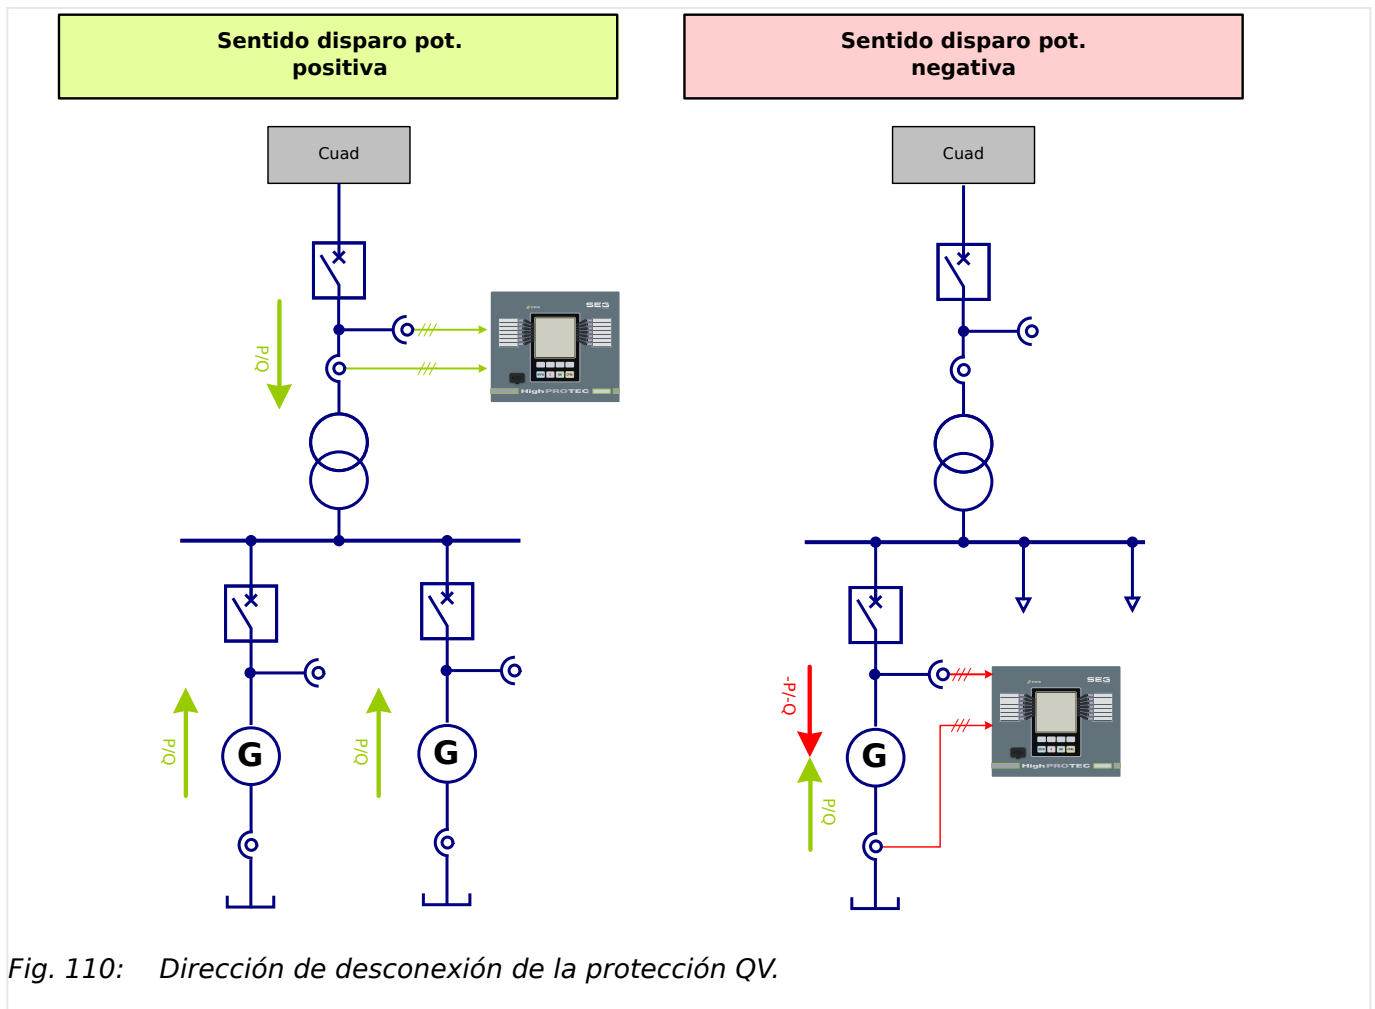 Sentido disparo pot.
positiva
Sentido disparo pot.
negativa
Cuad
Cuad
SEG
P/Q
HighPROTEC
P/Q
G
P/Q
G
-P/-Q
G
P/Q
SEG
HighPROTEC
Fig. 110: Dirección de desconexión de la protección QV.